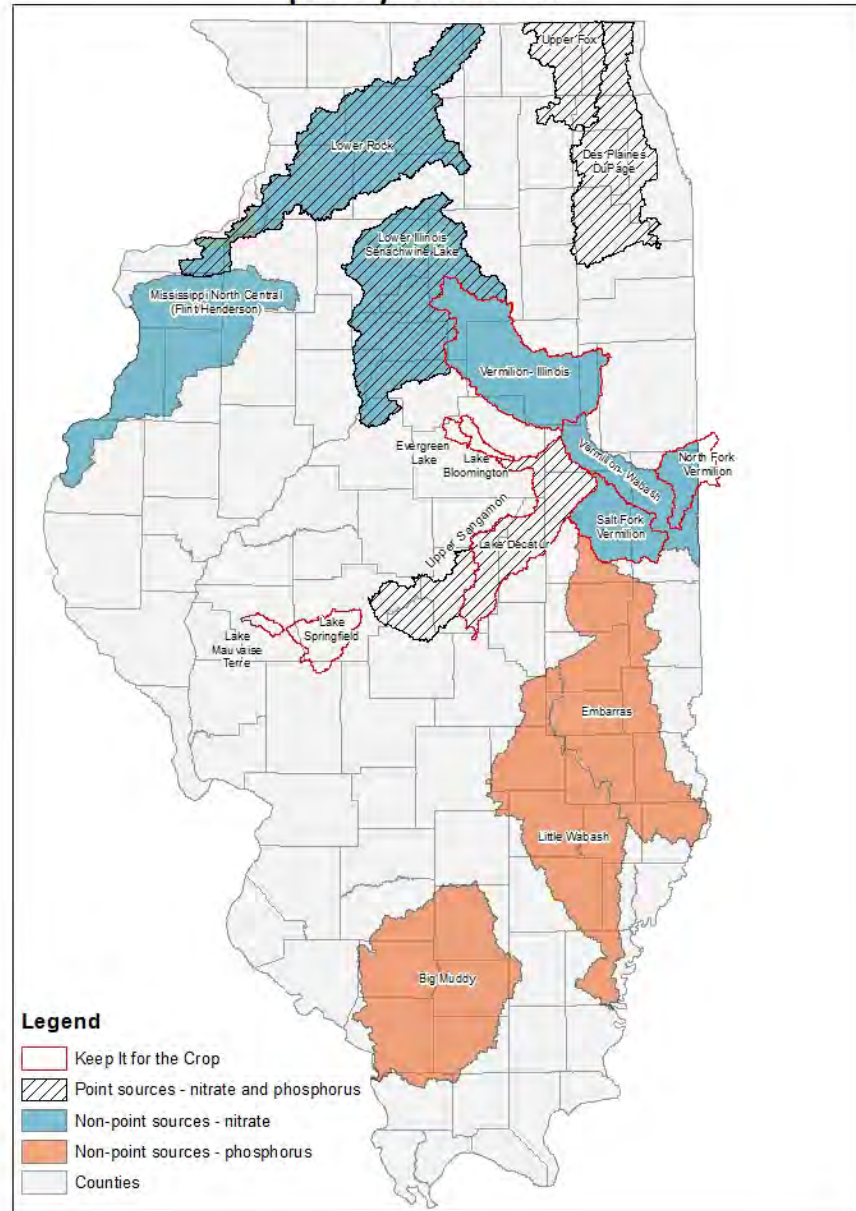 Upper Fox
Des Plaines
DuPage
Lower Rock
Lower Illinois
Senachwine Lake
Mississippi North Central
(Flint/Henderson)
Vermilion- Illinois
Evergreen
Lake
Lake
Bloomington
Vermilion- Wabash
North Fork
Vermilion
Salt Fork
Vermilion
Upper Sangamon
Lake Decatur
Lake
Springfield
Lake
Mauvaise
Terre
Embarras
Little Wabash
Big Muddy
Legend
Keep It for the Crop
Point sources - nitrate and phosphorus
Non-point sources - nitrate
Non-point sources - phosphorus
Counties